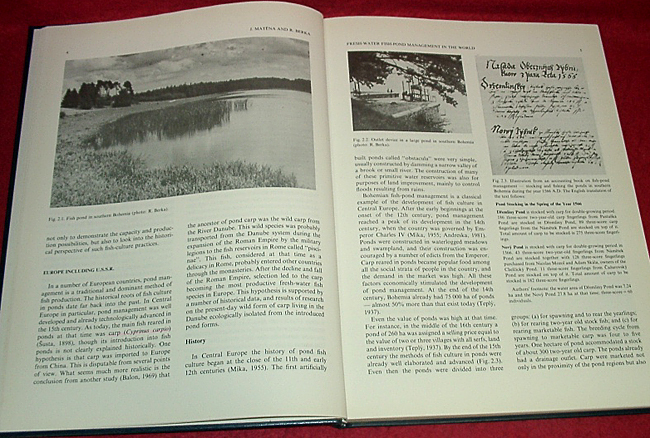 4
J. MATĚNA AND R. BERKA
Fig. 2.1. Fish pond in southern Bohemia (photo: R. Berka).
not only to demonstrate the capacity and produc-
tion possibilities, but also to look into the histori-
cal perspective of such fish-culture practices.
EUROPE INCLUDING U.S.S.R.
In a number of European countries, pond man-
agement is a traditional and dominant method of
fish production. The historical roots of fish culture
in ponds date far back into the past. In Central
Europe in particular, pond management was well
developed and already technologically advanced in
the 15th century. As today, the main fish reared in
ponds at that time was carp (Cyprinus carpio)
(Šusta, 1898), though its introduction into fish
ponds is not clearly explained historically. One
hypothesis is that carp was imported to Europe
from China. This is disputable from several points
of view. What seems much more realistic is the
conclusion from another study (Balon, 1969) that
the ancestor of pond carp was the wild carp from
the River Danube. This wild species was probably
transported from the Danube system during the
expansion of the Roman Empire by the military
legions to the fish reservoirs in Rome called "pisci-
nae". This fish, considered at that time as a
delicacy in Rome, probably entered other countries
through the monasteries. After the decline and fall
of the Roman Empire, selection led to the carp
becoming the most productive fresh-water fish
species in Europe. This hypothesis is supported by
a number of historical data, and results of research
on the present-day wild form of carp living in the
Danube ecologically isolated from the introduced
pond forms.
History
In Central Europe the history of pond fish
culture began at the close of the 11th and early
12th centuries (Mika, 1955). The first artificially
FRESH-WATER FISH-POND MANAGEMENT IN THE WORLD
Fig. 2.2. Outlet device in a large pond in southern Bohemia
(photo: R. Berka).
built ponds called "obstacula" were very simple,
usually constructed by damming a narrow valley of
a brook or small river. The construction of many
of these primitive water reservoirs was also for
purposes of land improvement, mainly to control
floods resulting from rains.
Bohemian fish-pond management is a classical
example of the development of fish culture in
Central Europe. After the early beginnings at the
onset of the 12th century, pond management
reached a peak of its development in the 14th
century, when the country was governed by Em-
peror Charles IV (Míka, 1955; Andreska, 1981).
Ponds were constructed in waterlogged meadows
and swampland, and their construction was en-
couraged by a number of edicts from the Emperor.
Carp reared in ponds became popular food among
all the social strata of people in the country, and
the demand in the market was high. All these
factors economically stimulated the development
of pond management. At the end of the 14th
century, Bohemia already had 75 000 ha of ponds
— almost 50% more than that exist today (Teplý,
1937).
Even the value of ponds was high at that time.
For instance, in the middle of the 16th century a
pond of 260 ha was assigned a selling price equal to
the value of two or three villages with all serfs, land
and inventory (Teplý, 1937). By the end of the 15th
century the methods of fish culture in ponds were
already well elaborated and advanced (Fig. 2.3).
Even then the ponds were divided into three
Fig. 2.3. Illustration from an accounting book on fish-pond
management — stocking and fishing the ponds in southern
Bohemia during the year 1566 A.D. The English translation of
the text follows:
Pond Stocking in the Spring of the Year 1566
groups: (a) for spawning and to rear the yearlings;
(b) for rearing two-year old stock fish; and (c) for
rearing marketable fish. The breeding cycle from
spawning to marketable carp was four to five
years. One hectare of pond accommodated a stock
of about 300 two-year old carp. The ponds already
had a drainage outlet. Carp were marketed not
only in the proximity of the pond regions but also